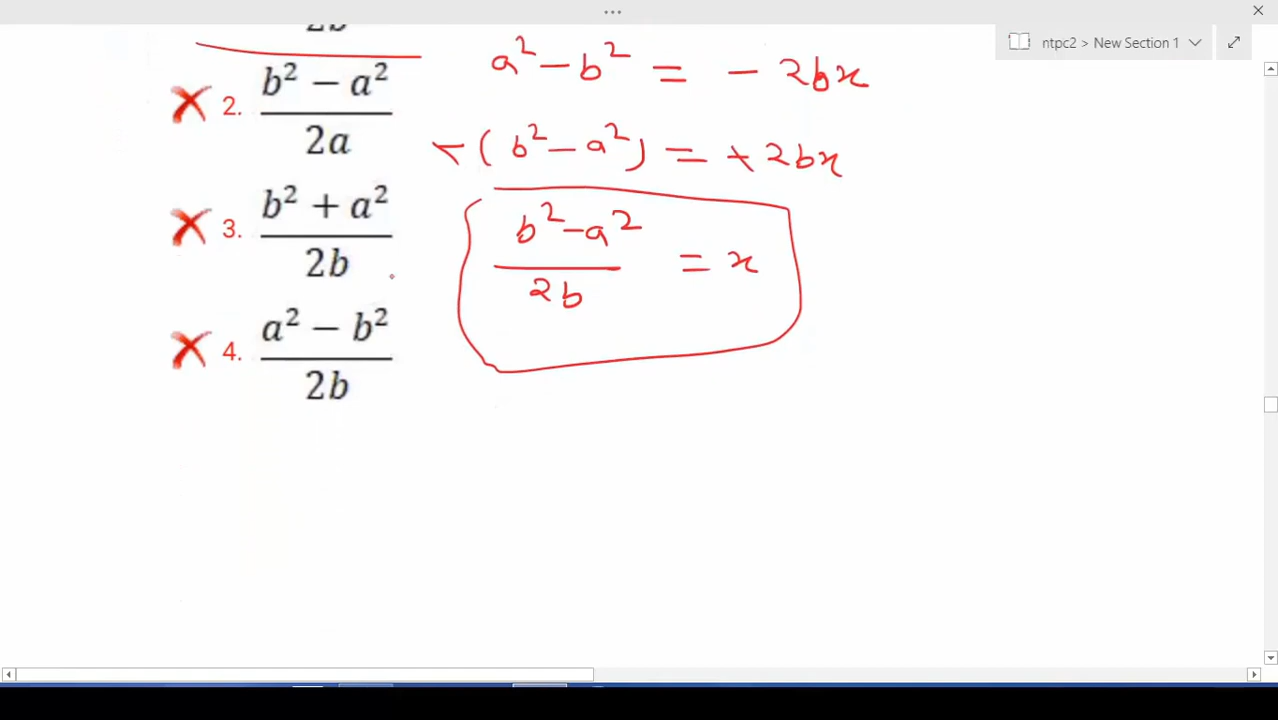 ntpc2 > New Section 1
2. b² − a² / 2a
3. b² + a² / 2b
4. a² − b² / 2b
a² − b² = − 2bx
− (b² − a²) = + 2bx
b² − a² / 2b = x